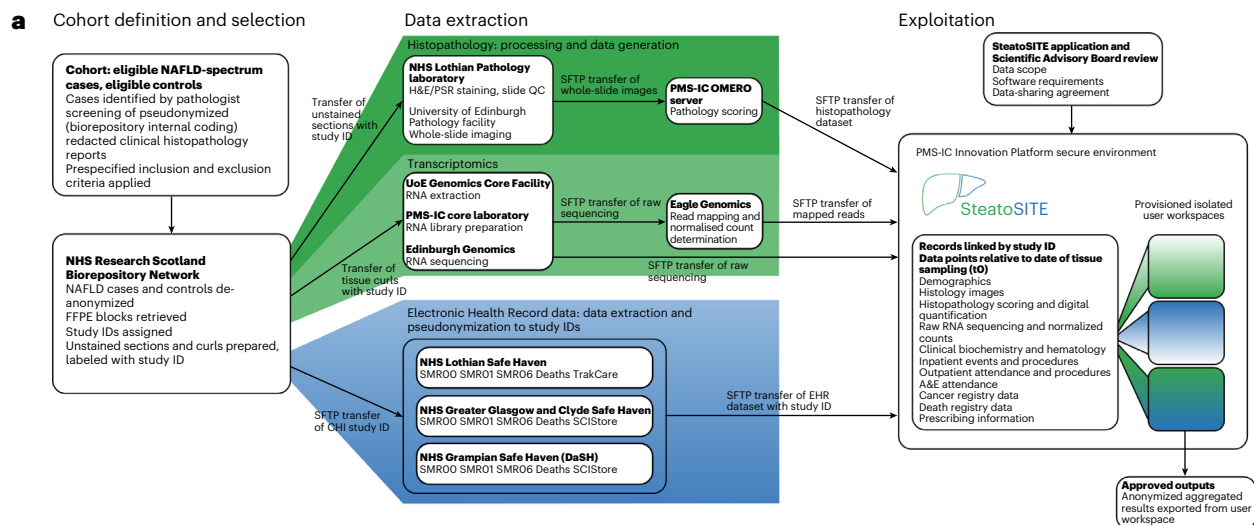 a
Cohort definition and selection
Data extraction
Exploitation
Cohort: eligible NAFLD-spectrum
cases, eligible controls
Cases identified by pathologist
screening of pseudonymized
(biorepository internal coding)
redacted clinical histopathology
reports
Prespecified inclusion and exclusion
criteria applied
NHS Research Scotland
Biorepository Network
NAFLD cases and controls de-
anonymized
FFPE blocks retrieved
Study IDs assigned
Unstained sections and curls prepared,
labeled with study ID
Transfer of
unstained
sections with
study ID
Transfer of
tissue curls
with study ID
SFTP transfer
of CHI study ID
Histopathology: processing and data generation
NHS Lothian Pathology
laboratory
H&E/PSR staining, slide QC
University of Edinburgh
Pathology facility
Whole-slide imaging
SFTP transfer of
whole-slide images
PMS-IC OMERO
server
Pathology scoring
SFTP transfer of
histopathology
dataset
Transcriptomics
UoE Genomics Core Facility
RNA extraction
PMS-IC core laboratory
RNA library preparation
Edinburgh Genomics
RNA sequencing
SFTP transfer of raw
sequencing
Eagle Genomics
Read mapping and
normalised count
determination
SFTP transfer of
mapped reads
SFTP transfer of raw
sequencing
Electronic Health Record data: data extraction and
pseudonymization to study IDs
NHS Lothian Safe Haven
SMR00 SMR01 SMR06 Deaths TrakCare
NHS Greater Glasgow and Clyde Safe Haven
SMR00 SMR01 SMR06 Deaths SCIStore
NHS Grampian Safe Haven (DaSH)
SMR00 SMR01 SMR06 Deaths SCIStore
SFTP transfer of EHR
dataset with study ID
SteatoSITE application and
Scientific Advisory Board review
Data scope
Software requirements
Data-sharing agreement
PMS-IC Innovation Platform secure environment
SteatoSITE
Provisioned isolated
user workspaces
Records linked by study ID
Data points relative to date of tissue
sampling (t0)
Demographics
Histology images
Histopathology scoring and digital
quantification
Raw RNA sequencing and normalized
counts
Clinical biochemistry and hematology
Inpatient events and procedures
Outpatient attendance and procedures
A&E attendance
Cancer registry data
Death registry data
Prescribing information
Approved outputs
Anonymized aggregated
results exported from user
workspace